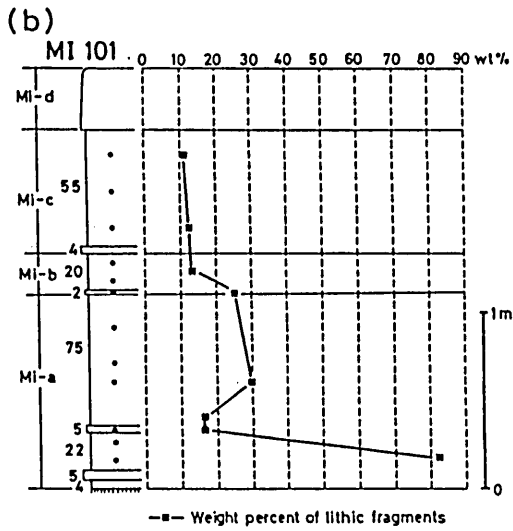 (b)
MI 101
0 10 20 30 40 50 60 70 80 90 wt%
Mi-d
Mi-c
55
4
Mi-b
20
2
75
Mi-a
5
22
5
4
1m
0
Weight percent of lithic fragments